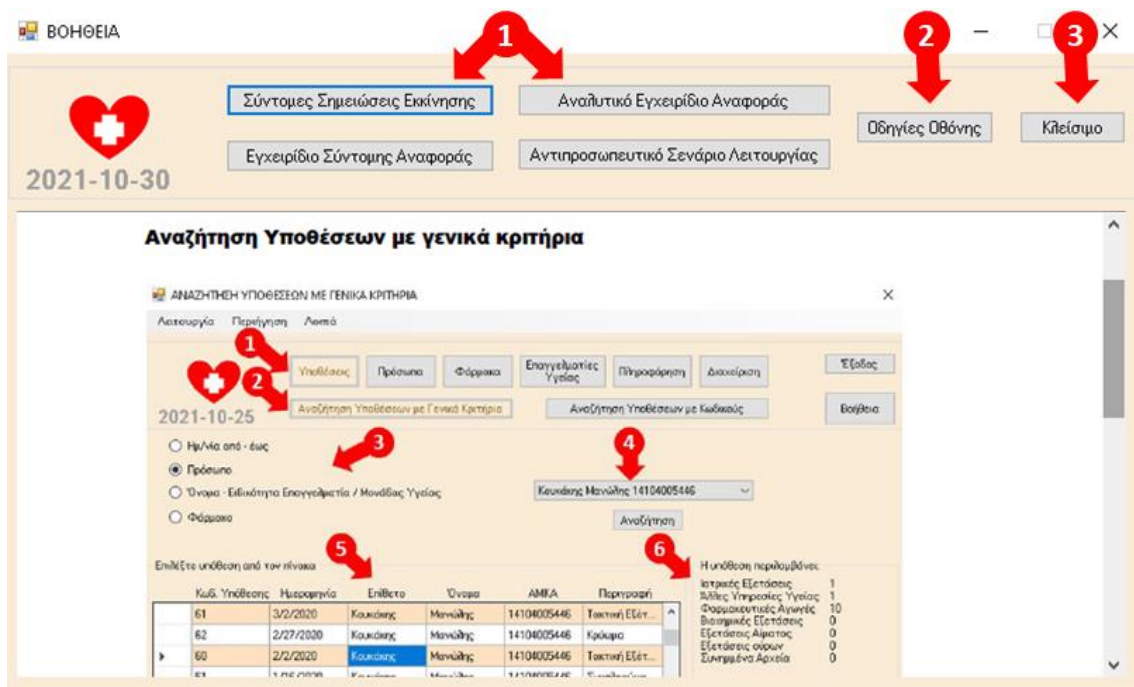 ΒΟΗΘΕΙΑ
1
2
3
Σύντομες Σημειώσεις Εκκίνησης
Αναλυτικό Εγχειρίδιο Αναφοράς
Οδηγίες Οθόνης
Κλείσιμο
Εγχειρίδιο Σύντομης Αναφοράς
Αντιπροσωπευτικό Σενάριο Λειτουργίας
2021-10-30
Αναζήτηση Υποθέσεων με γενικά κριτήρια
ΑΝΑΖΗΤΗΣΗ ΥΠΟΘΕΣΕΩΝ ΜΕ ΓΕΝΙΚΑ ΚΡΙΤΗΡΙΑ
Λειτουργία Περιήγηση Λοιπά
1
Υποθέσεις
Πρόσωπα
Φάρμακα
Επαγγελματίες
Υγείας
Πληροφόρηση
Διαχείριση
Έξοδος
2
Αναζήτηση Υποθέσεων με Γενικά Κριτήρια
Αναζήτηση Υποθέσεων με Κωδικούς
Βοήθεια
2021-10-25
Ημ/νία από - έως
3
4
Πρόσωπο
Όνομα - Ειδικότητα Επαγγελματία / Μονάδας Υγείας
Κουκάκης Μανώλης 14104005446
Φάρμακο
Αναζήτηση
5
6
Επιλέξτε υπόθεση από τον πίνακα
Η υπόθεση περιλαμβάνει:
Ιατρικές Εξετάσεις 1
Άλλες Υπηρεσίες Υγείας 1
Φαρμακευτικές Αγωγές 10
Βιοχημικές Εξετάσεις 0
Εξετάσεις Αίματος 0
Εξετάσεις ούρων 0
Συνημμένα Αρχεία 0
Κωδ. Υπόθεσης Ημερομηνία Επίθετο Όνομα ΑΜΚΑ Περιγραφή
61 3/2/2020 Κουκάκης Μανώλης 14104005446 Τακτική Εξέτ...
62 2/27/2020 Κουκάκης Μανώλης 14104005446 Κρύωμα
60 2/2/2020 Κουκάκης Μανώλης 14104005446 Τακτική Εξέτ...